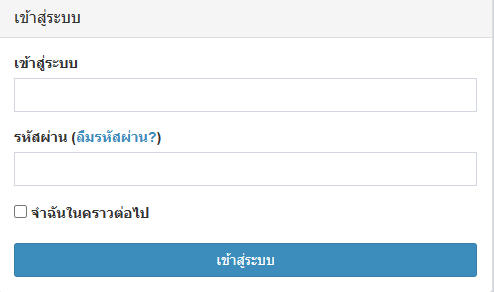 เข้าสู่ระบบ
เข้าสู่ระบบ
รหัสผ่าน (ลืมรหัสผ่าน?)
จำฉันในคราวต่อไป
เข้าสู่ระบบ